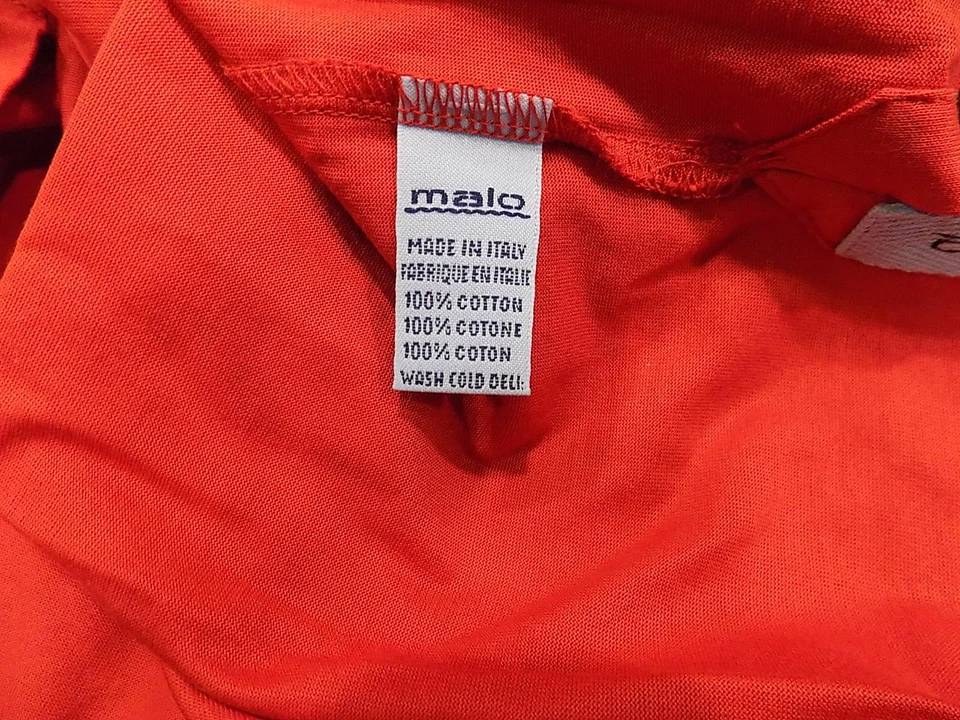 malo
MADE IN ITALY
FABRIQUE EN ITALIE
100% COTTON
100% COTONE
100% COTON
WASH COLD DELI: